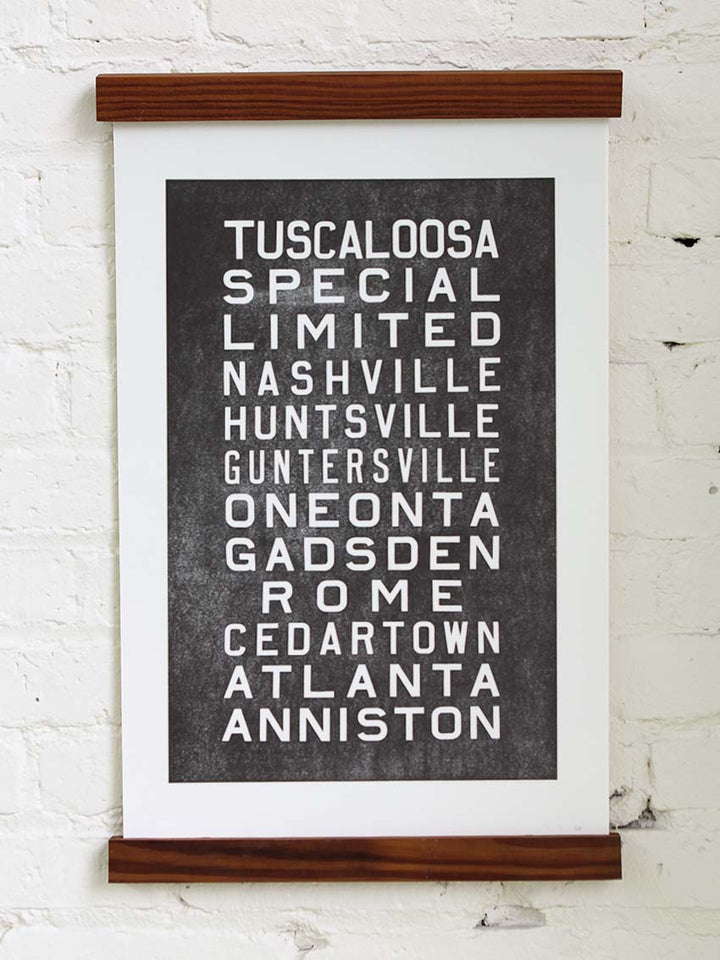 TUSCALOOSA
SPECIAL
LIMITED
NASHVILLE
HUNTSVILLE
GUNTERSVILLE
ONEONTA
GADSDEN
ROME
CEDARTOWN
ATLANTA
ANNISTON